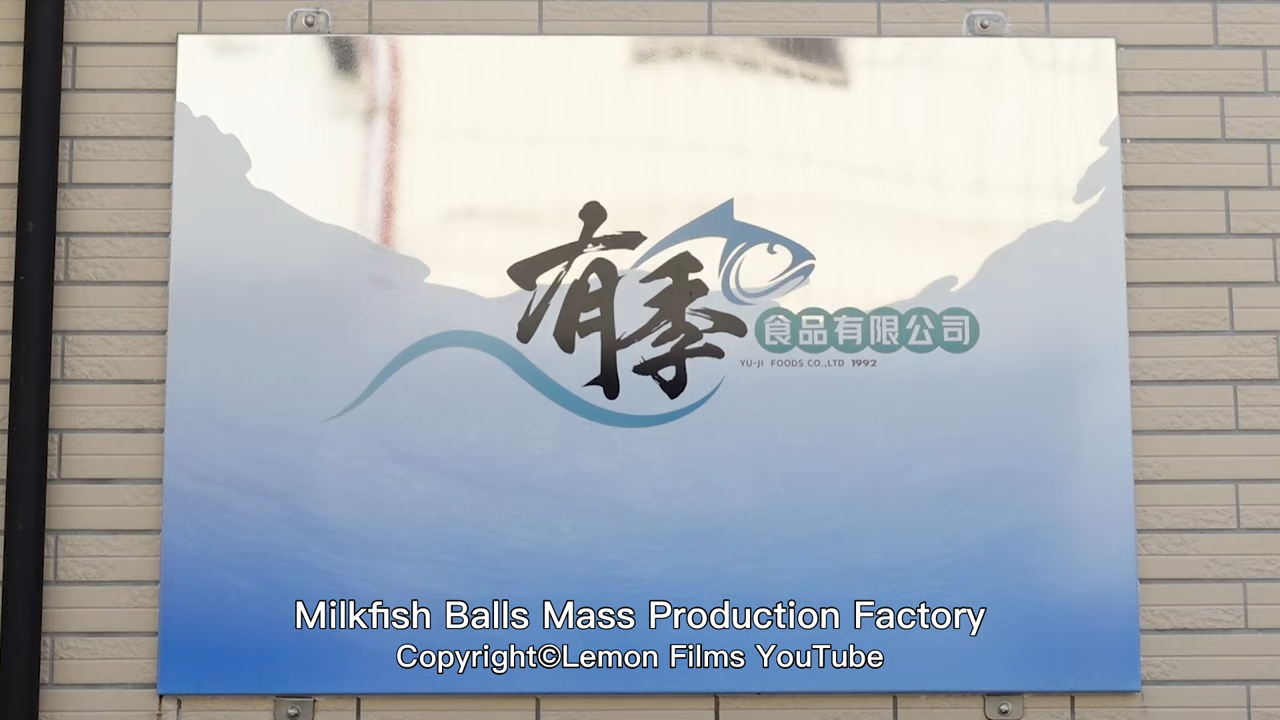 有季
食品有限公司
YU-JI FOODS CO.,LTD 1992
Milkfish Balls Mass Production Factory
Copyright©Lemon Films YouTube